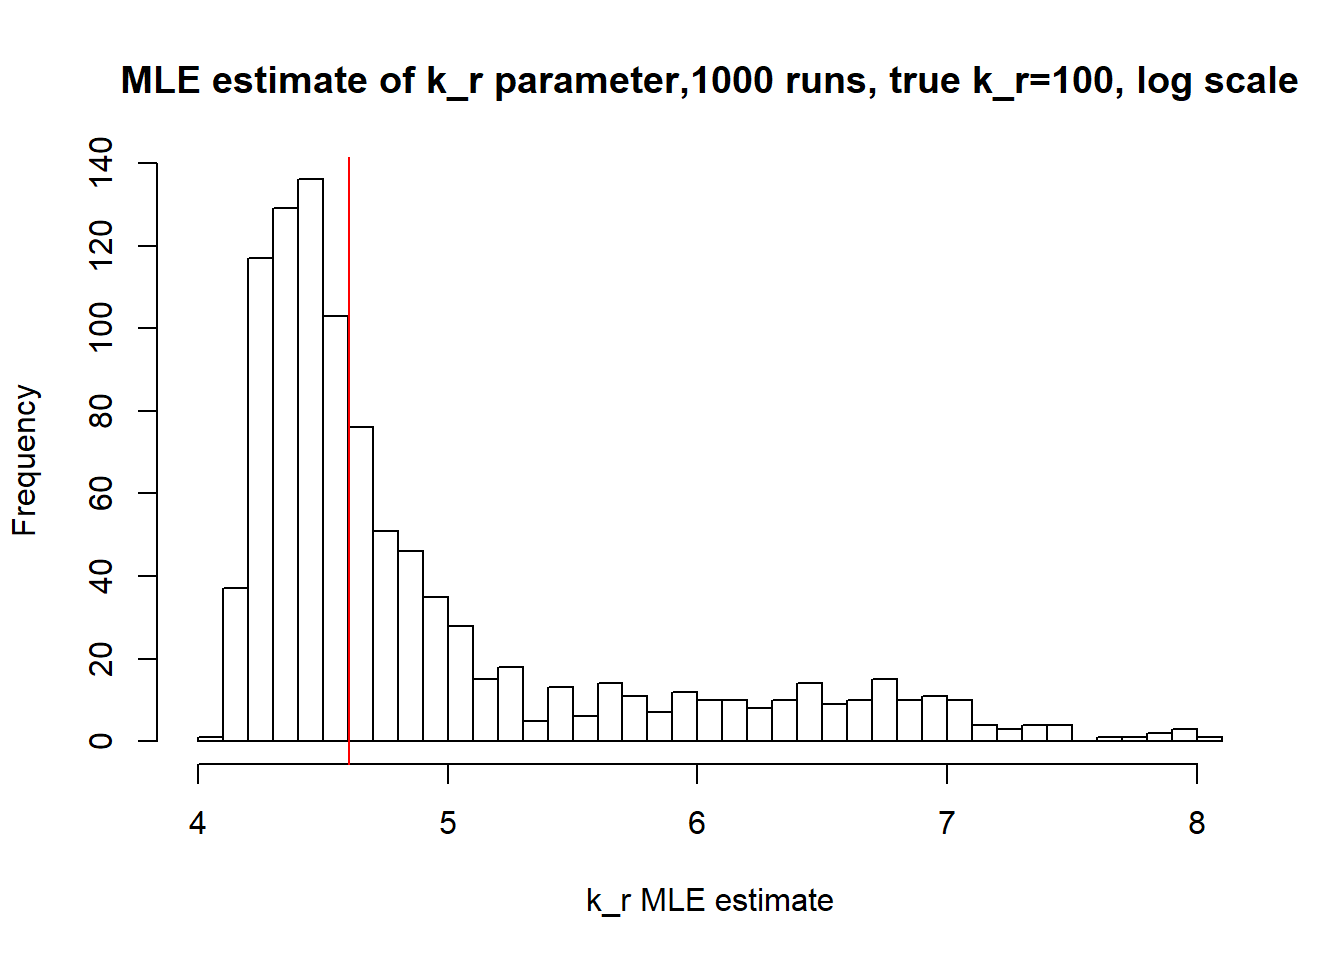 MLE estimate of k_r parameter,1000 runs, true k_r=100, log scale
Frequency
140
120
100
80
60
40
20
0
4 5 6 7 8
k_r MLE estimate